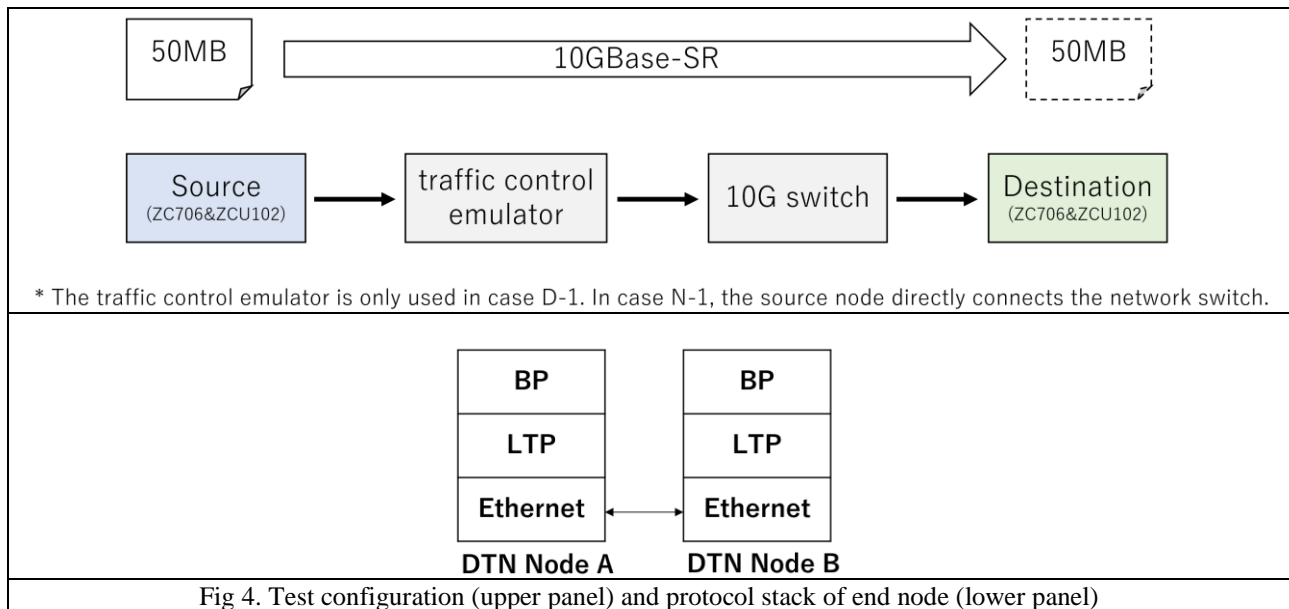 50MB
10GBase-SR
50MB
Source
(ZC706&ZCU102)
traffic control
emulator
10G switch
Destination
(ZC706&ZCU102)
* The traffic control emulator is only used in case D-1. In case N-1, the source node directly connects the network switch.
BP
LTP
Ethernet
DTN Node A
BP
LTP
Ethernet
DTN Node B
Fig 4. Test configuration (upper panel) and protocol stack of end node (lower panel)